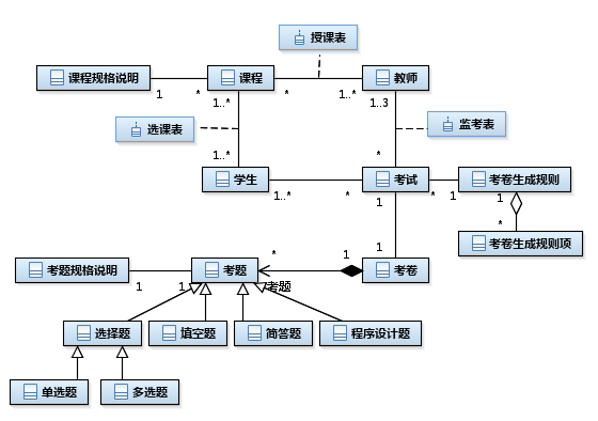 授课表
课程规格说明
课程
教师
1
*
*
1..*
1..*
1..3
选课表
监考表
1..*
*
学生
考试
考卷生成规则
1..*
*
1
*
1
1
*
考卷生成规则项
1
*
1
考题规格说明
考题
考卷
1
1
考题
选择题
填空题
简答题
程序设计题
单选题
多选题